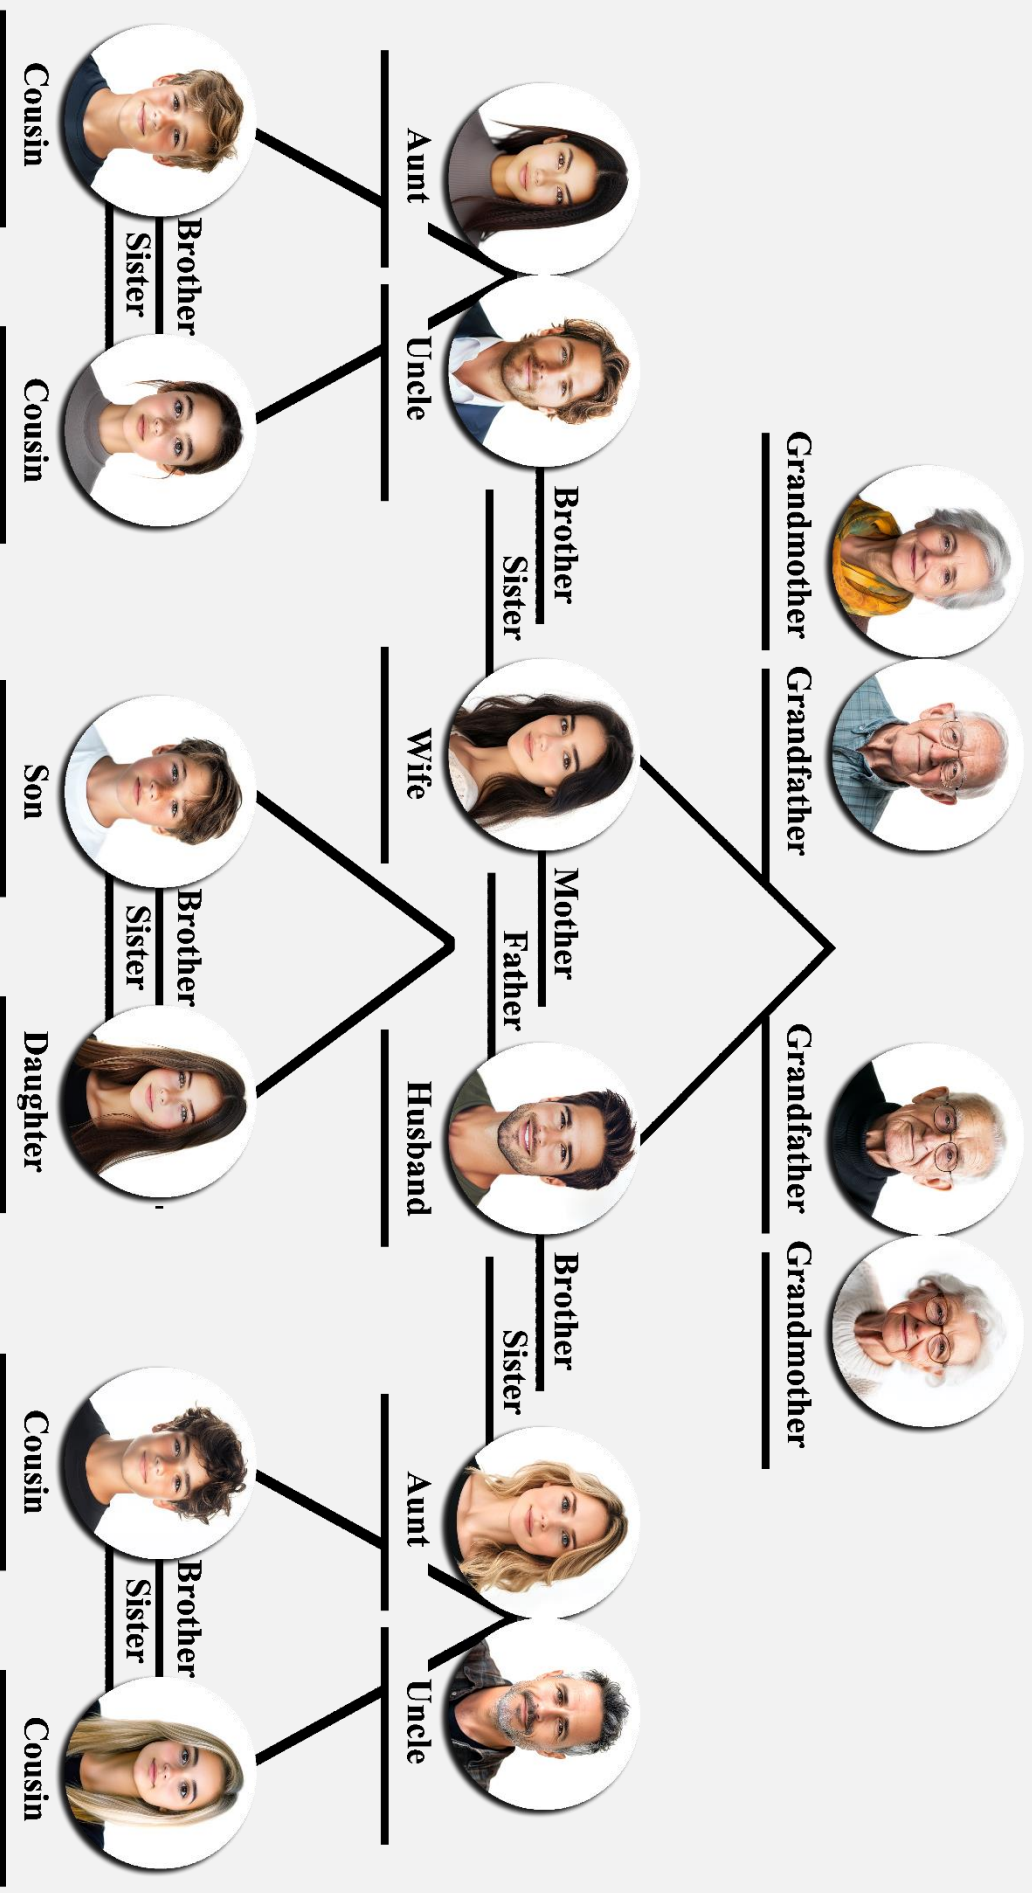 Grandmother
Grandfather
Grandfather
Grandmother
Brother
Sister
Mother
Father
Brother
Sister
Aunt
Uncle
Wife
Husband
Aunt
Uncle
Brother
Sister
Brother
Sister
Brother
Sister
Cousin
Cousin
Son
Daughter
Cousin
Cousin